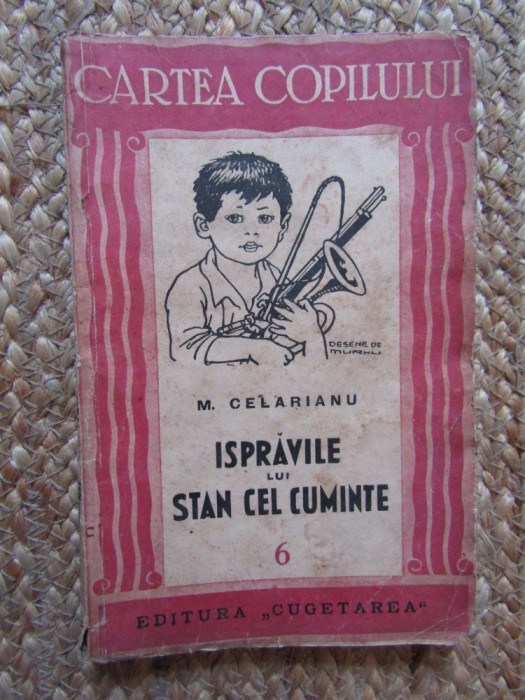 CARTEA COPILULUI
DESENE DE
MURNU
M. CELARIANU
ISPRĂVILE
LUI
STAN CEL CUMINTE
6
EDITURA „CUGETAREA“